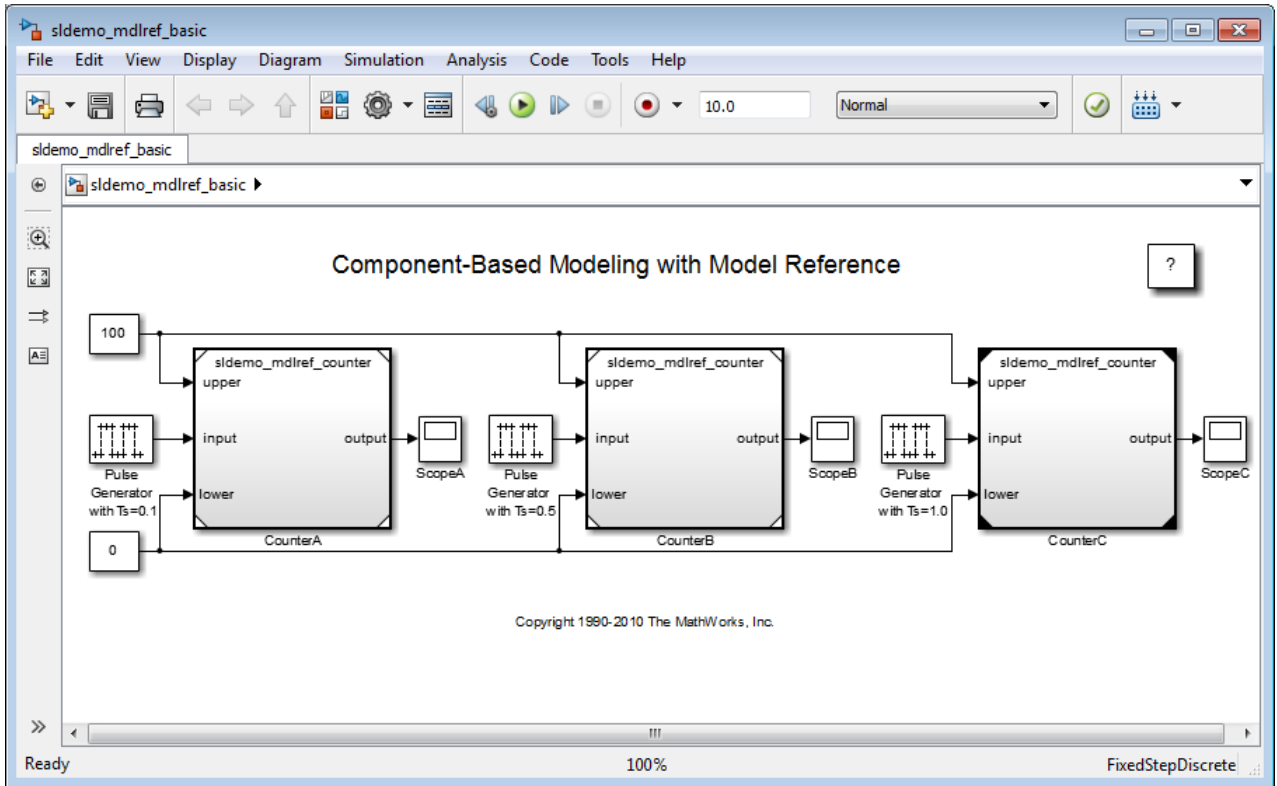 sldemo_mdlref_basic
File Edit View Display Diagram Simulation Analysis Code Tools Help
10.0 Normal
sldemo_mdlref_basic
sldemo_mdlref_basic
Component-Based Modeling with Model Reference
?
100
sldemo_mdlref_counter
upper
input
output
lower
CounterA
Pulse
Generator
with Ts=0.1
0
ScopeA
sldemo_mdlref_counter
upper
input
output
lower
CounterB
Pulse
Generator
with Ts=0.5
ScopeB
sldemo_mdlref_counter
upper
input
output
lower
CounterC
Pulse
Generator
with Ts=1.0
ScopeC
Copyright 1990-2010 The MathWorks, Inc.
Ready 100% FixedStepDiscrete